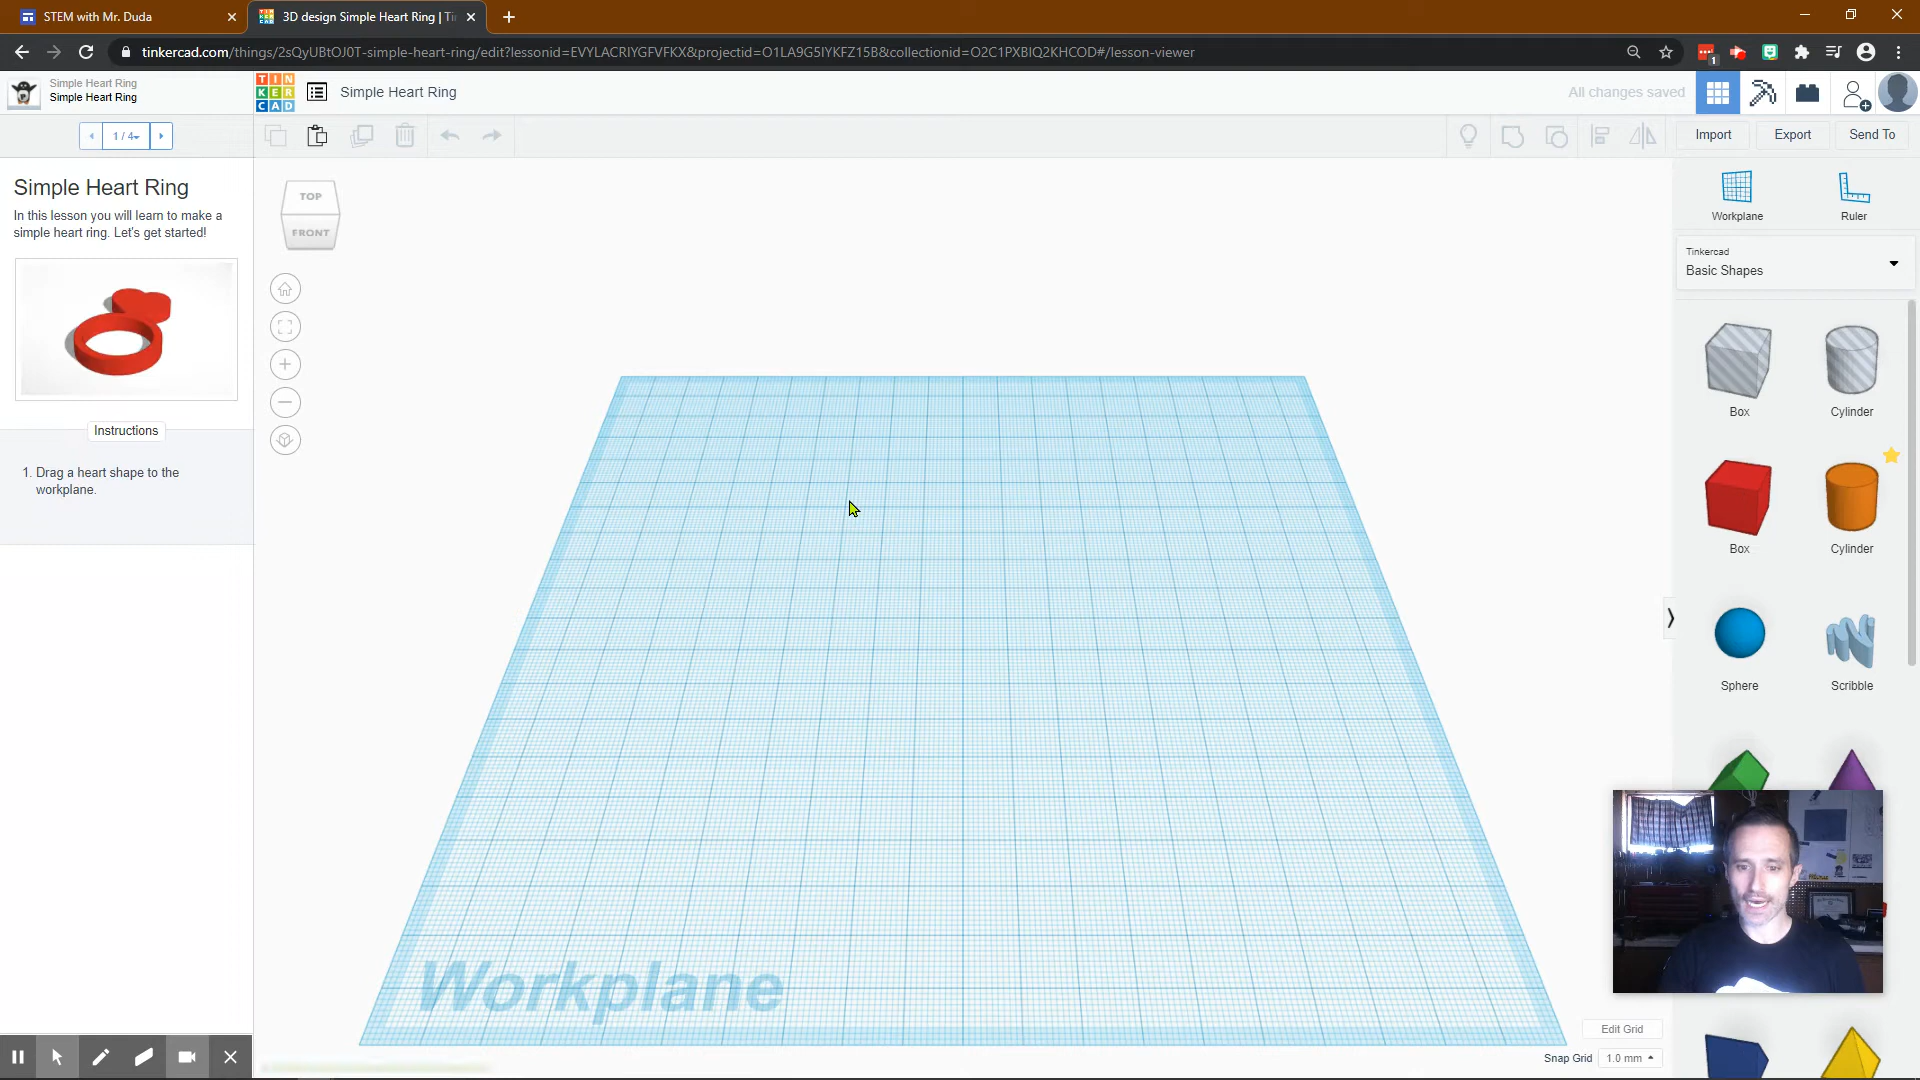 STEM with Mr. Duda
3D design Simple Heart Ring | Ti
tinkercad.com/things/2sQyUBtOJ0T-simple-heart-ring/edit?lessonid=EVYLACRIYGFVFKX&projectid=O1LA9G5IYKFZ15B&collectionid=O2C1PXBIQ2KHCOD#/lesson-viewer
1
Simple Heart Ring
Simple Heart Ring
TIN
KER
CAD
Simple Heart Ring
All changes saved
1 / 4
Import
Export
Send To
Simple Heart Ring
In this lesson you will learn to make a
simple heart ring. Let's get started!
Instructions
1. Drag a heart shape to the
workplane.
TOP
FRONT
Workplane
Workplane
Ruler
Tinkercad
Basic Shapes
Box
Cylinder
Box
Cylinder
Sphere
Scribble
Edit Grid
Snap Grid
1.0 mm